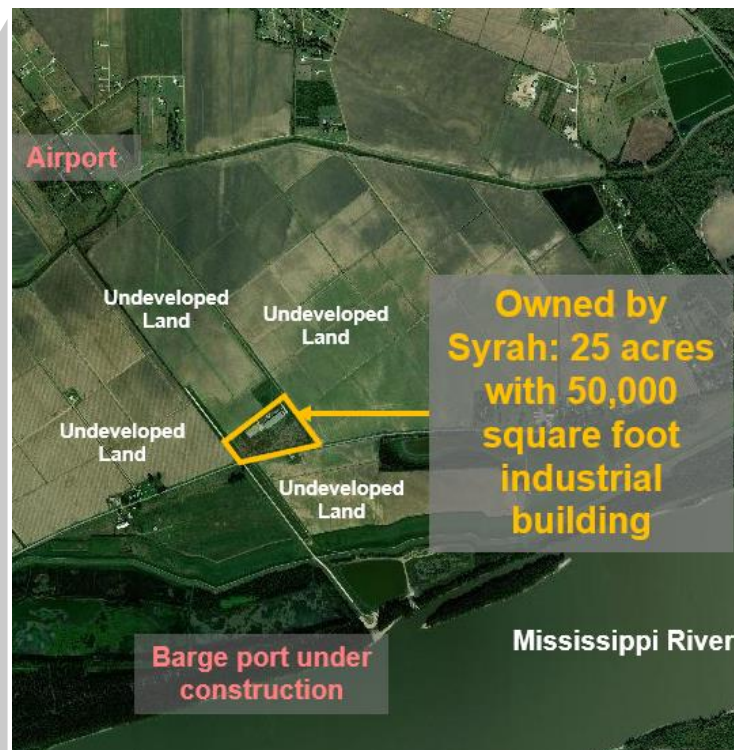 Airport
Undeveloped
Land
Undeveloped
Land
Owned by
Syrah: 25 acres
with 50,000
square foot
industrial
building
Undeveloped
Land
Undeveloped
Land
Mississippi River
Barge port under
construction